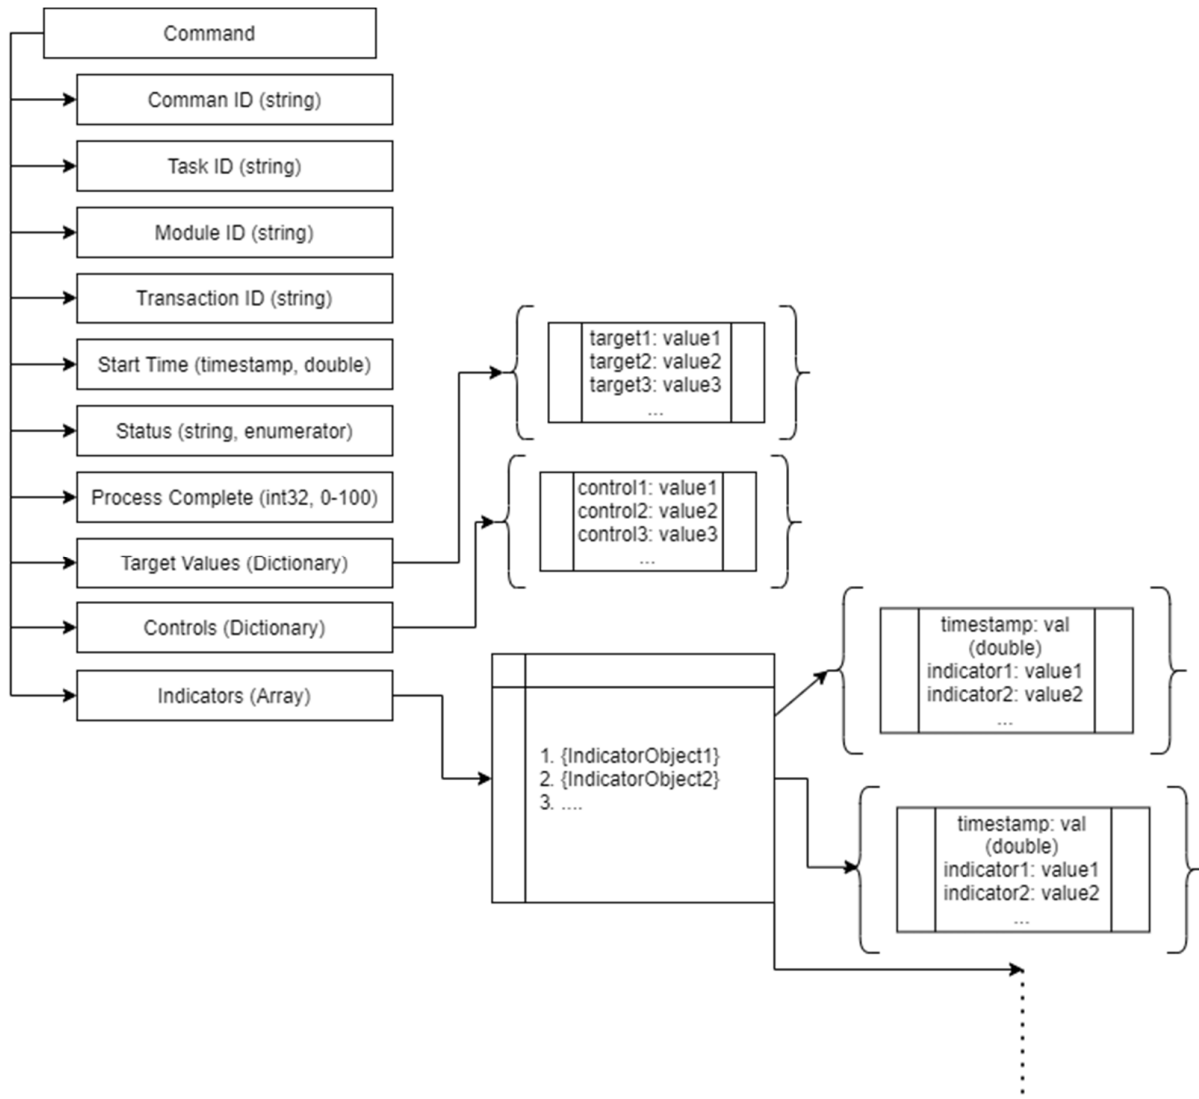 Command
Comman ID (string)
Task ID (string)
Module ID (string)
Transaction ID (string)
Start Time (timestamp, double)
Status (string, enumerator)
Process Complete (int32, 0-100)
Target Values (Dictionary)
Controls (Dictionary)
Indicators (Array)
target1: value1
target2: value2
target3: value3
...
control1: value1
control2: value2
control3: value3
...
1. {IndicatorObject1}
2. {IndicatorObject2}
3. ....
timestamp: val
(double)
indicator1: value1
indicator2: value2
...
timestamp: val
(double)
indicator1: value1
indicator2: value2
...